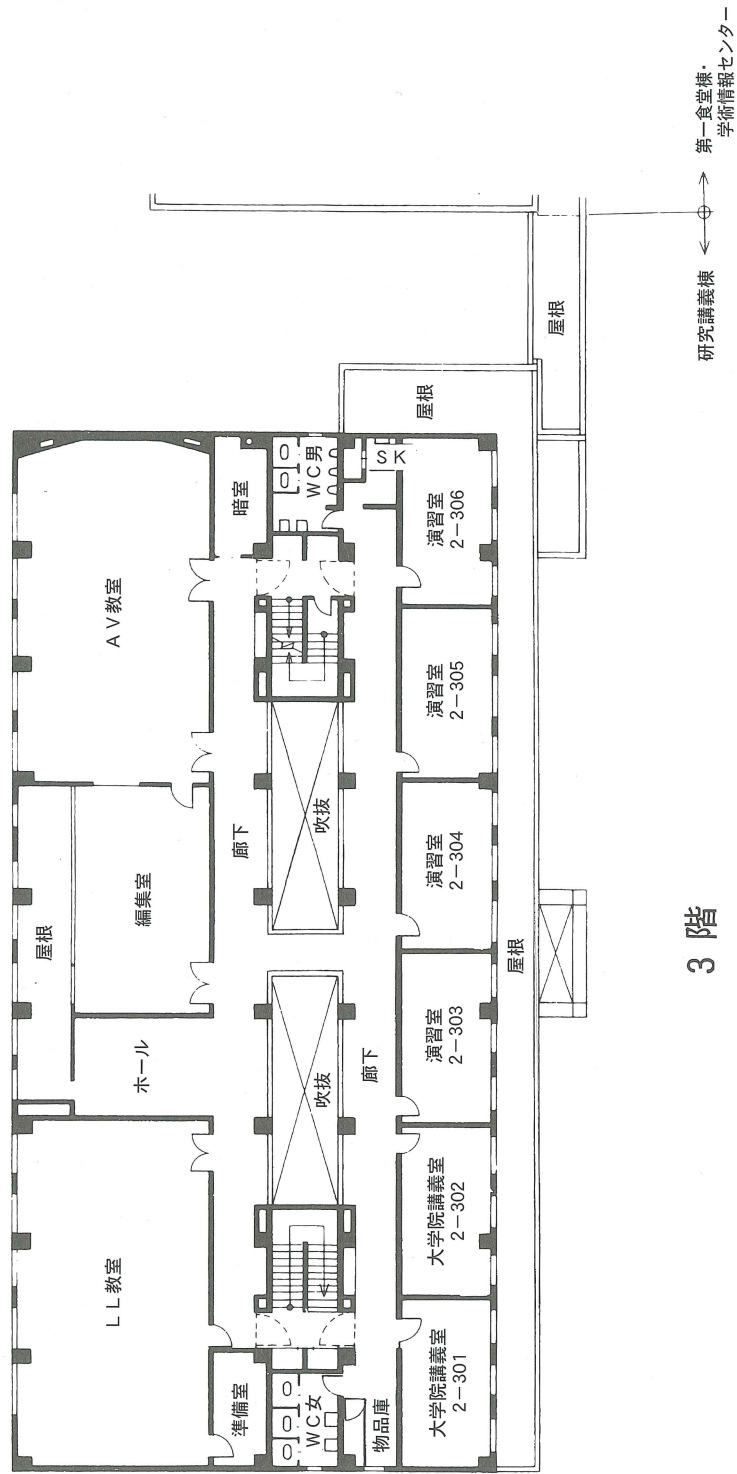 LL教室
ホール
屋根
編集室
AV教室
準備室
廊下
暗室
WC女
吹抜
吹抜
WC男
物品庫
廊下
SK
大学院講義室
2-301
大学院講義室
2-302
演習室
2-303
演習室
2-304
演習室
2-305
演習室
2-306
屋根
屋根
屋根
3 階
研究講義棟
第一食堂棟・
学術情報センター